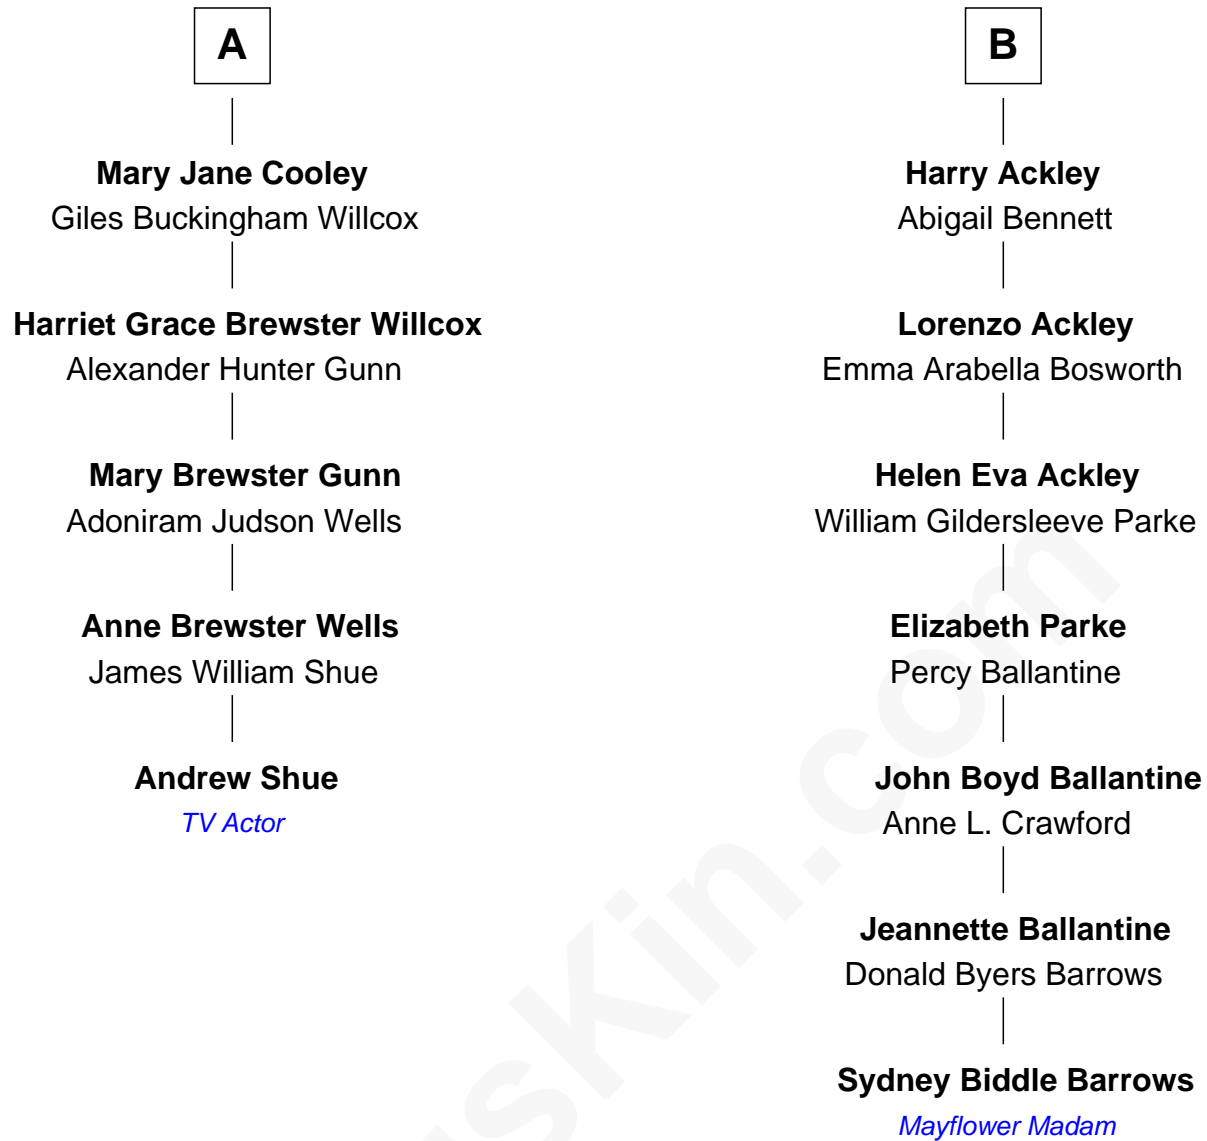 A
Mary Jane Cooley
Giles Buckingham Willcox
Harriet Grace Brewster Willcox
Alexander Hunter Gunn
Mary Brewster Gunn
Adoniram Judson Wells
Anne Brewster Wells
James William Shue
Andrew Shue
TV Actor
B
Harry Ackley
Abigail Bennett
Lorenzo Ackley
Emma Arabella Bosworth
Helen Eva Ackley
William Gildersleeve Parke
Elizabeth Parke
Percy Ballantine
John Boyd Ballantine
Anne L. Crawford
Jeannette Ballantine
Donald Byers Barrows
Sydney Biddle Barrows
Mayflower Madam
sKin.com